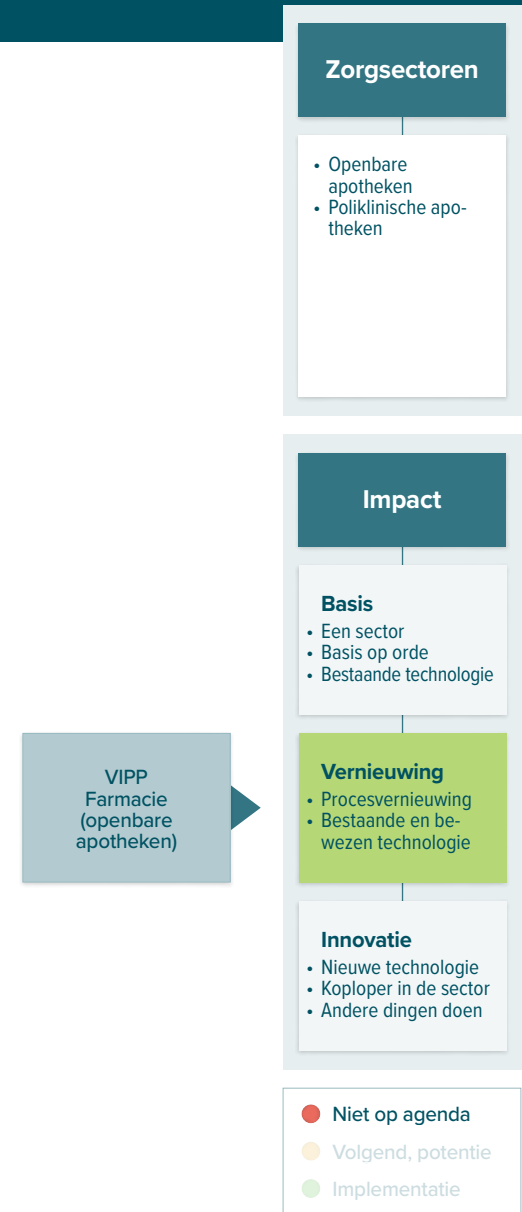 Zorgsectoren
• Openbare
apotheken
• Poliklinische apo-
theken
Impact
Basis
• Een sector
• Basis op orde
• Bestaande technologie
VIPP
Farmacie
(openbare
apotheken)
Vernieuwing
• Procesvernieuwing
• Bestaande en be-
wezen technologie
Innovatie
• Nieuwe technologie
• Koploper in de sector
• Andere dingen doen
Niet op agenda
Volgend, potentie
Implementatie